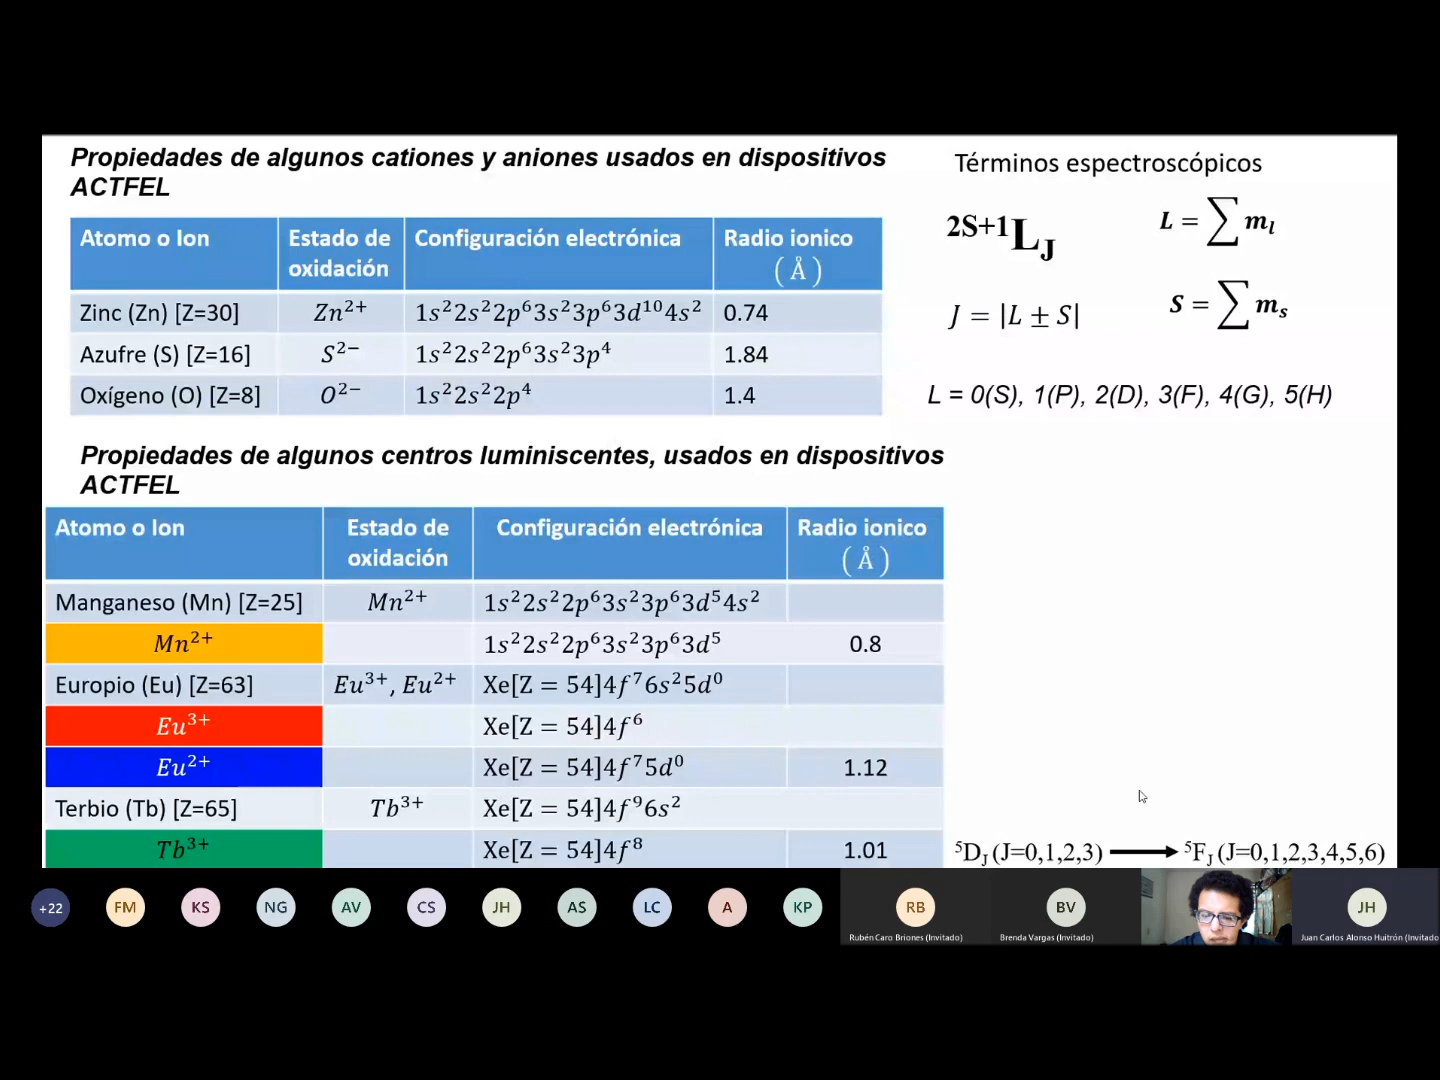 Propiedades de algunos cationes y aniones usados en dispositivos
ACTFEL
Atomo o Ion
Estado de
oxidación
Configuración electrónica
Radio ionico
(Å)
Zinc (Zn) [Z=30]
Zn²⁺
1s²2s²2p⁶3s²3p⁶3d¹⁰4s²
0.74
Azufre (S) [Z=16]
S²⁻
1s²2s²2p⁶3s²3p⁴
1.84
Oxígeno (O) [Z=8]
O²⁻
1s²2s²2p⁴
1.4
Términos espectroscópicos
2S+1LJ
L = ∑ mₗ
J = |L ± S|
S = ∑ mₛ
L = 0(S), 1(P), 2(D), 3(F), 4(G), 5(H)
Propiedades de algunos centros luminiscentes, usados en dispositivos
ACTFEL
Atomo o Ion
Estado de
oxidación
Configuración electrónica
Radio ionico
(Å)
Manganeso (Mn) [Z=25]
Mn²⁺
1s²2s²2p⁶3s²3p⁶3d⁵4s²
Mn²⁺
1s²2s²2p⁶3s²3p⁶3d⁵
0.8
Europio (Eu) [Z=63]
Eu³⁺, Eu²⁺
Xe[Z = 54]4f⁷6s²5d⁰
Eu³⁺
Xe[Z = 54]4f⁶
Eu²⁺
Xe[Z = 54]4f⁷5d⁰
1.12
Terbio (Tb) [Z=65]
Tb³⁺
Xe[Z = 54]4f⁹6s²
Tb³⁺
Xe[Z = 54]4f⁸
1.01
⁵DJ (J=0,1,2,3) → ⁵FJ (J=0,1,2,3,4,5,6)
+22
FM
KS
NG
AV
CS
JH
AS
LC
A
KP
RB
Rubén Caro Briones (Invitado)
BV
Brenda Vargas (Invitado)
JH
Juan Carlos Alonso Huitrón (Invitado